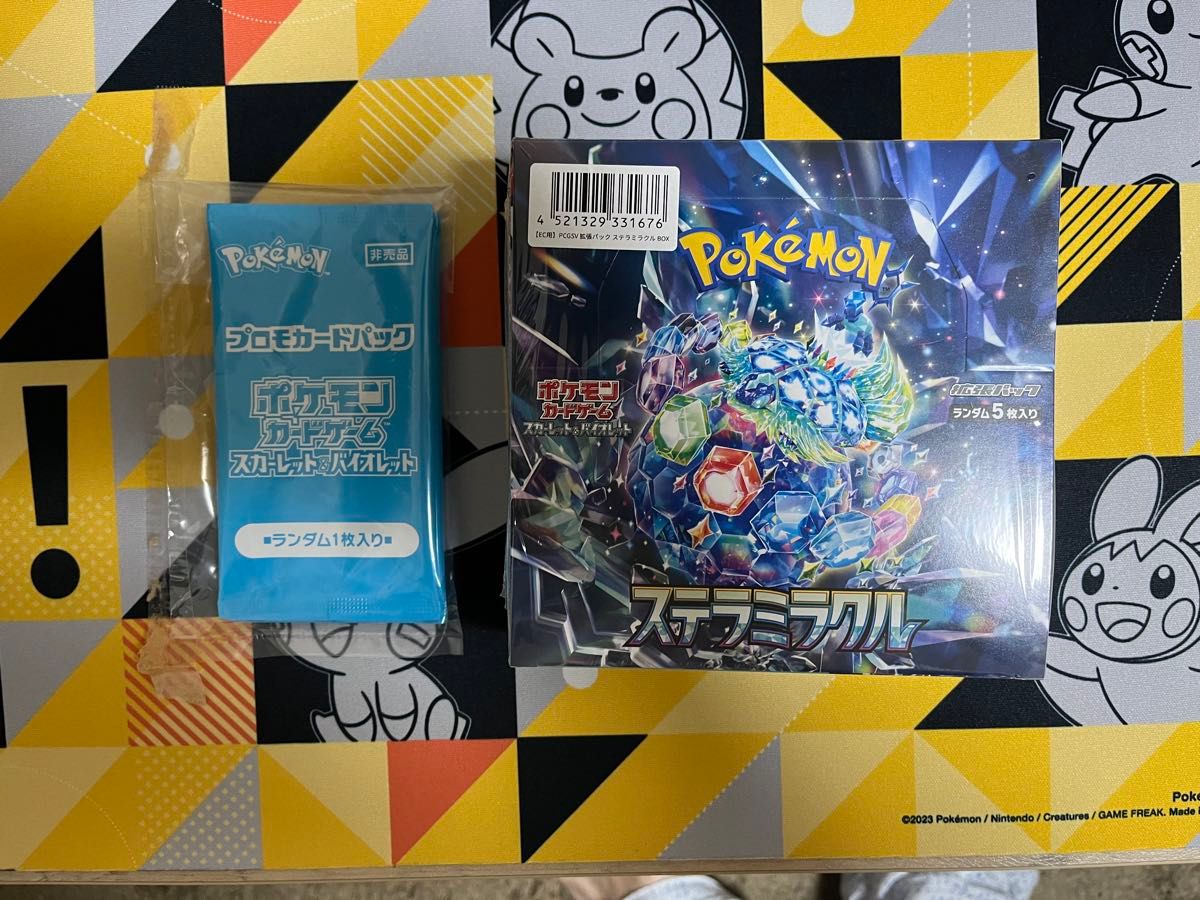 POKÉMON
非売品
プロモカードパック
ポケモン
カードゲーム
スカーレット&バイオレット
■ランダム1枚入り■
4 521329 331676
【EC用】PCGSV 拡張パック ステラミラクル BOX
POKÉMON
ポケモン
カードゲーム
スカーレット&バイオレット
拡張パック
ランダム5枚入り
ステラミラクル
©2023 Pokémon / Nintendo / Creatures / GAME FREAK. Made